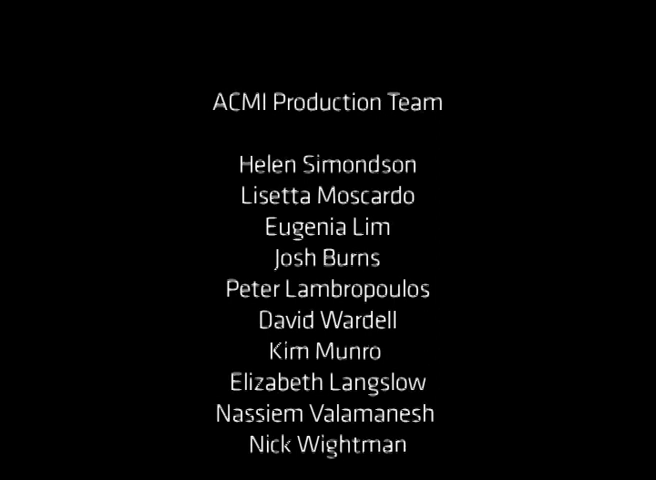 ACMI Production Team
Helen Simondson
Lisetta Moscardo
Eugenia Lim
Josh Burns
Peter Lambropoulos
David Wardell
Kim Munro
Elizabeth Langslow
Nassiem Valamanesh
Nick Wightman